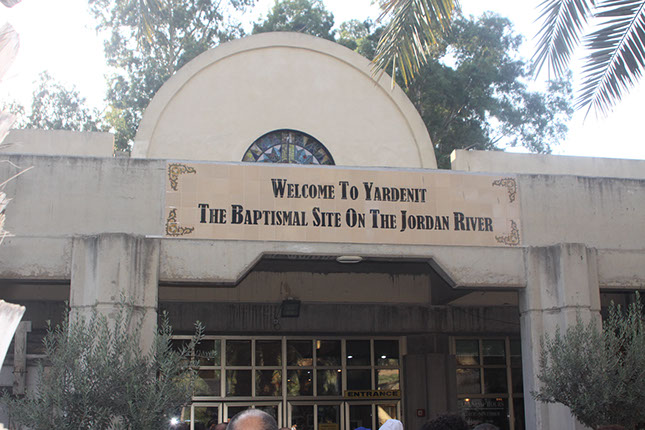 WELCOME TO YARDENIT
THE BAPTISMAL SITE ON THE JORDAN RIVER
ENTRANCE